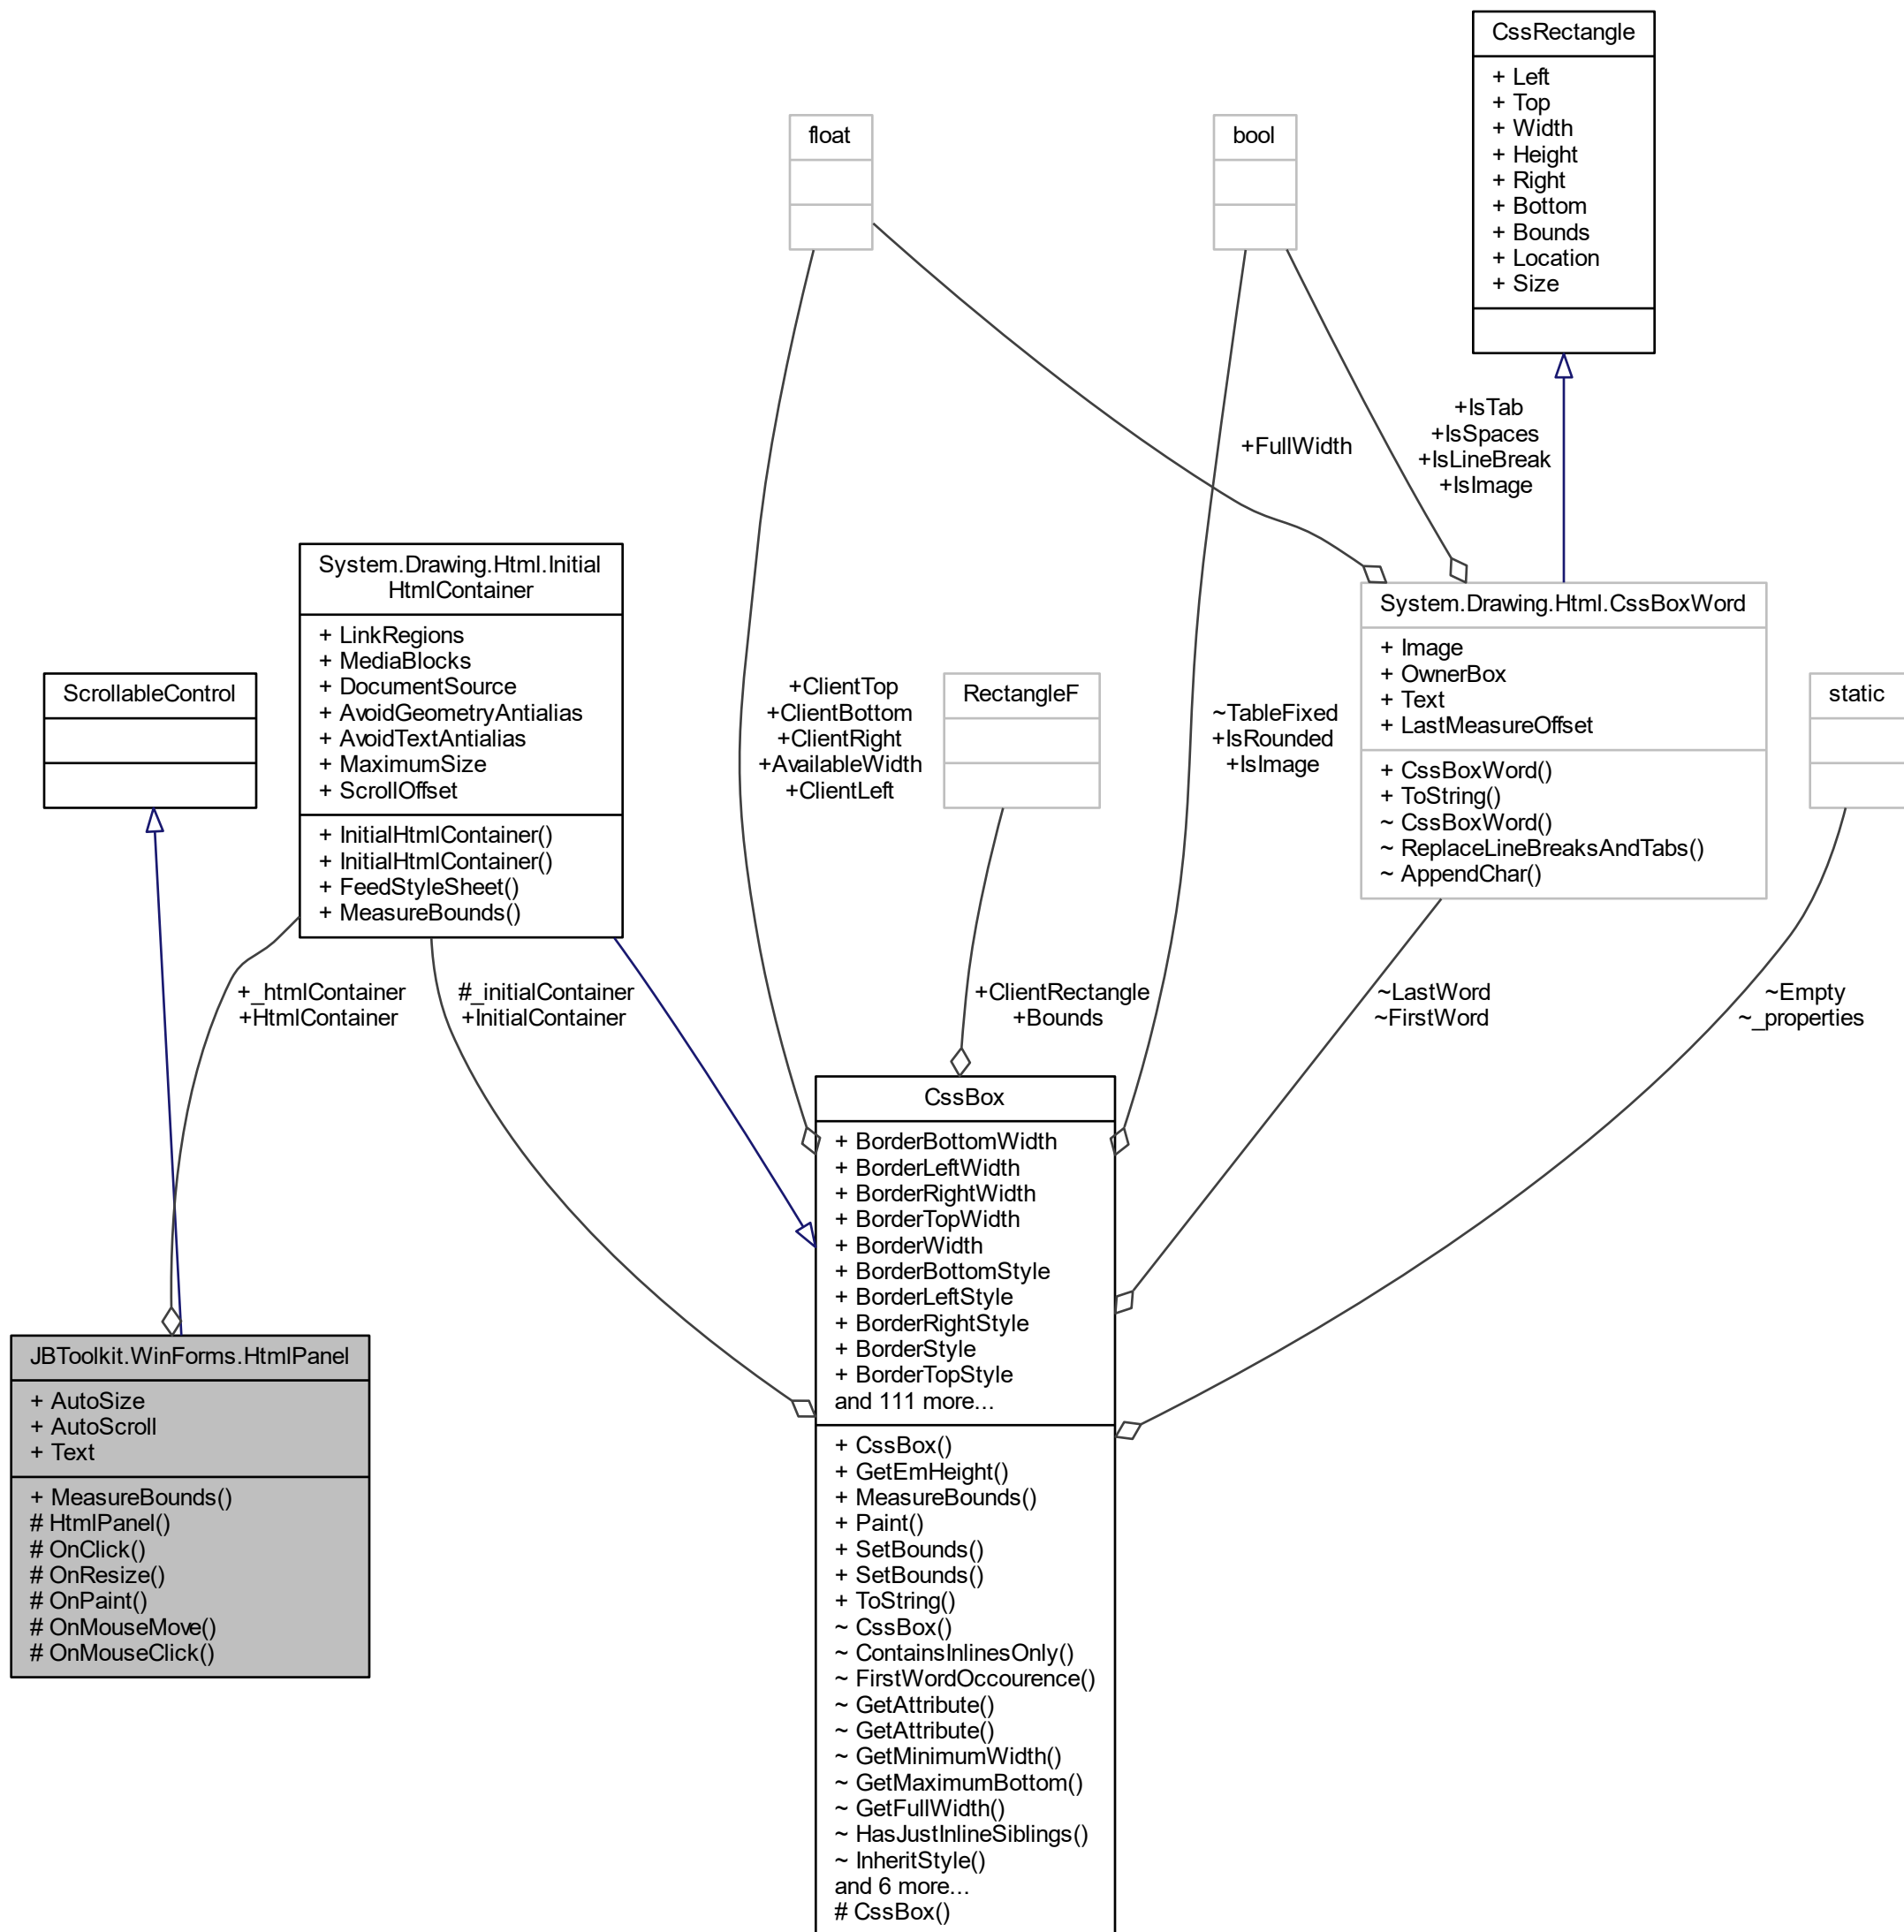 CssRectangle
+ Left
+ Top
+ Width
+ Height
+ Right
+ Bottom
+ Bounds
+ Location
+ Size
float
bool
+FullWidth
+IsTab
+IsSpaces
+IsLineBreak
+IsImage
System.Drawing.Html.Initial
HtmlContainer
+ LinkRegions
+ MediaBlocks
+ DocumentSource
+ AvoidGeometryAntialias
+ AvoidTextAntialias
+ MaximumSize
+ ScrollOffset
+ InitialHtmlContainer()
+ InitialHtmlContainer()
+ FeedStyleSheet()
+ MeasureBounds()
System.Drawing.Html.CssBoxWord
+ Image
+ OwnerBox
+ Text
+ LastMeasureOffset
+ CssBoxWord()
+ ToString()
~ CssBoxWord()
~ ReplaceLineBreaksAndTabs()
~ AppendChar()
ScrollableControl
+ClientTop
+ClientBottom
+ClientRight
+AvailableWidth
+ClientLeft
RectangleF
~TableFixed
+IsRounded
+IsImage
static
+_htmlContainer
+HtmlContainer
#_initialContainer
+InitialContainer
+ClientRectangle
+Bounds
~LastWord
~FirstWord
~Empty
~_properties
CssBox
+ BorderBottomWidth
+ BorderLeftWidth
+ BorderRightWidth
+ BorderTopWidth
+ BorderWidth
+ BorderBottomStyle
+ BorderLeftStyle
+ BorderRightStyle
+ BorderStyle
+ BorderTopStyle
and 111 more...
+ CssBox()
+ GetEmHeight()
+ MeasureBounds()
+ Paint()
+ SetBounds()
+ SetBounds()
+ ToString()
~ CssBox()
~ ContainsInlinesOnly()
~ FirstWordOccourence()
~ GetAttribute()
~ GetAttribute()
~ GetMinimumWidth()
~ GetMaximumBottom()
~ GetFullWidth()
~ HasJustInlineSiblings()
~ InheritStyle()
and 6 more...
# CssBox()
JBToolkit.WinForms.HtmlPanel
+ AutoSize
+ AutoScroll
+ Text
+ MeasureBounds()
# HtmlPanel()
# OnClick()
# OnResize()
# OnPaint()
# OnMouseMove()
# OnMouseClick()